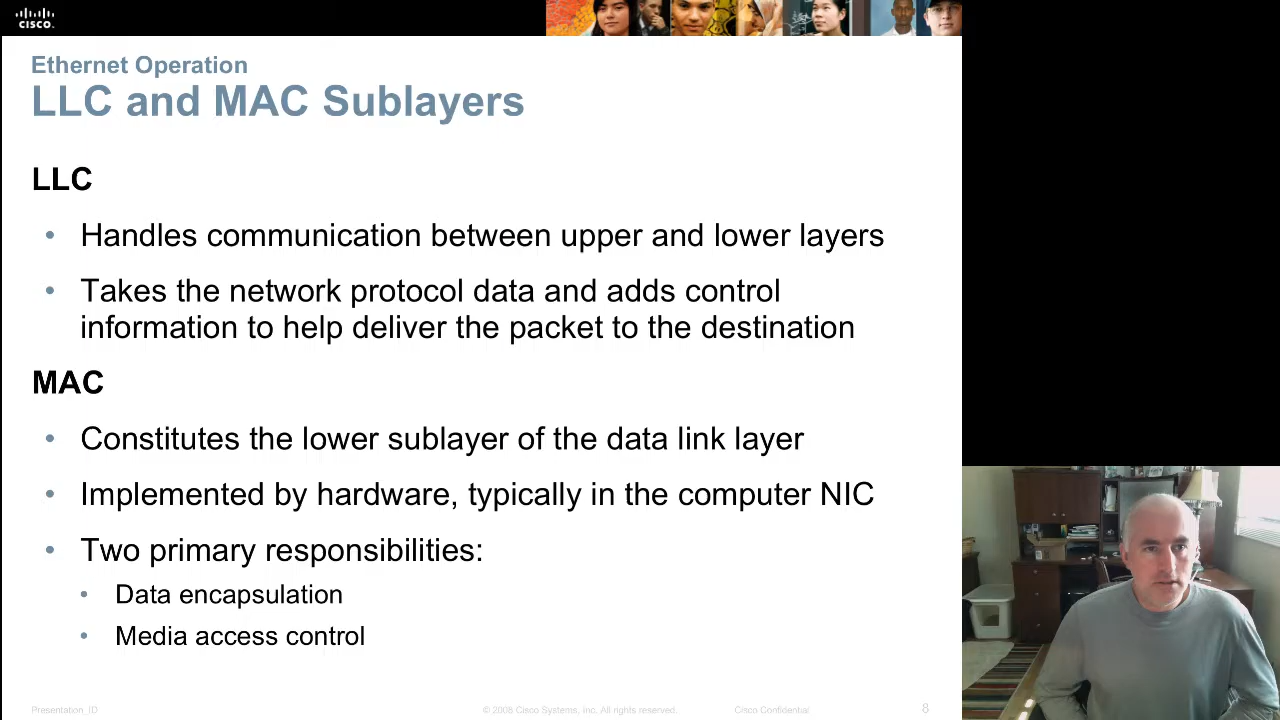 CISCO
Ethernet Operation
LLC and MAC Sublayers
LLC
• Handles communication between upper and lower layers
• Takes the network protocol data and adds control
information to help deliver the packet to the destination
MAC
• Constitutes the lower sublayer of the data link layer
• Implemented by hardware, typically in the computer NIC
• Two primary responsibilities:
• Data encapsulation
• Media access control
Presentation_ID © 2008 Cisco Systems, Inc. All rights reserved. Cisco Confidential 8